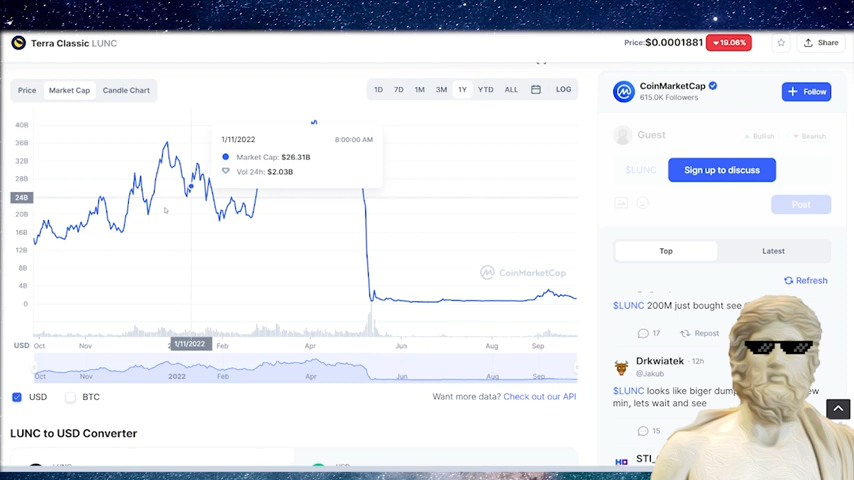 Terra Classic LUNC
Price:$0.0001881 ▾19.06% Share
Price Market Cap Candle Chart
1D 7D 1M 3M 1Y YTD ALL LOG
CoinMarketCap
615.0K Followers
+ Follow
40B
36B
32B
28B
24B
20B
16B
12B
8B
4B
0
1/11/2022 8:00:00 AM
Market Cap: $26.31B
Vol 24h: $2.03B
CoinMarketCap
USD Oct Nov 1/11/2022 Feb Apr Jun Aug Sep
Oct Nov 2022 Feb Apr Jun Aug Sep
USD BTC
Want more data? Check out our API
LUNC to USD Converter
Guest
Bullish Bearish
$LUNC
Sign up to discuss
Post
Top Latest
Refresh
$LUNC 200M just bought see
17 Repost
Drkwiatek · 12h
@Jakub
$LUNC looks like biger dump
min, lets wait and see
15
STI_